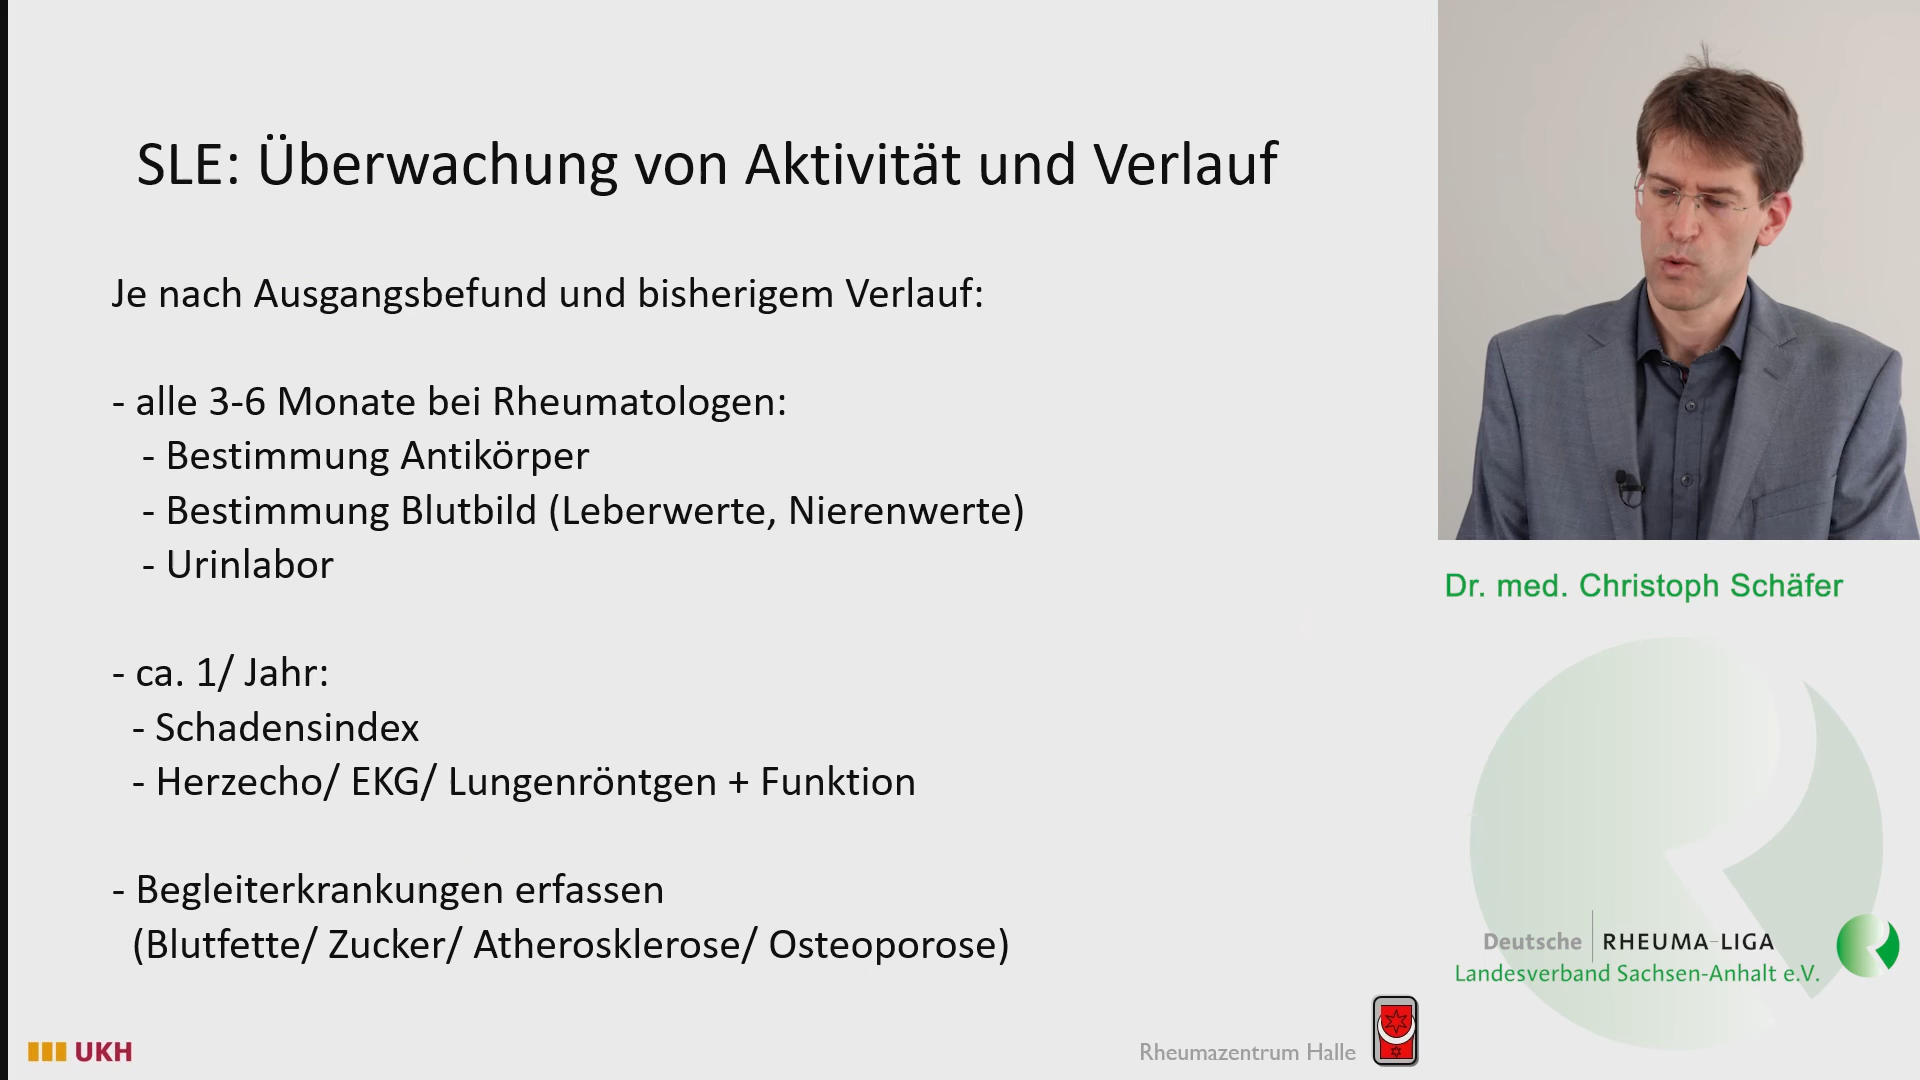 SLE: Überwachung von Aktivität und Verlauf
Je nach Ausgangsbefund und bisherigem Verlauf:
- alle 3-6 Monate bei Rheumatologen:
- Bestimmung Antikörper
- Bestimmung Blutbild (Leberwerte, Nierenwerte)
- Urinlabor
- ca. 1/ Jahr:
- Schadensindex
- Herzecho/ EKG/ Lungenröntgen + Funktion
- Begleiterkrankungen erfassen
(Blutfette/ Zucker/ Atherosklerose/ Osteoporose)
UKH
Rheumazentrum Halle
Dr. med. Christoph Schäfer
Deutsche RHEUMA-LIGA
Landesverband Sachsen-Anhalt e.V.